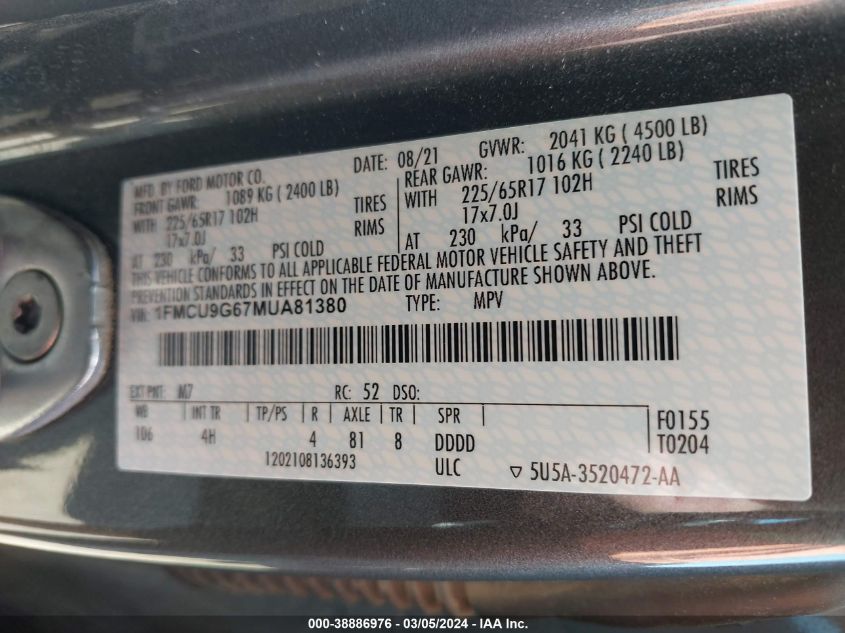 MFD. BY FORD MOTOR CO.
DATE: 08/21 GVWR: 2041 KG ( 4500 LB)
FRONT GAWR: 1089 KG ( 2400 LB)
REAR GAWR: 1016 KG ( 2240 LB)
WITH 225/65R17 102H TIRES
WITH 225/65R17 102H TIRES
17x7.0J RIMS
17x7.0J RIMS
AT 230 kPa/ 33 PSI COLD
AT 230 kPa/ 33 PSI COLD
THIS VEHICLE CONFORMS TO ALL APPLICABLE FEDERAL MOTOR VEHICLE SAFETY AND THEFT
PREVENTION STANDARDS IN EFFECT ON THE DATE OF MANUFACTURE SHOWN ABOVE.
VIN: 1FMCU9G67MUA81380 TYPE: MPV
EXT PNT: M7 RC: 52 DSO:
WB INT TR TP/PS R AXLE TR SPR
106 4H 4 81 8 DDDD
F0155
T0204
1202108136393 ULC ▽ 5U5A-3520472-AA
000-38886976 - 03/05/2024 - IAA Inc.